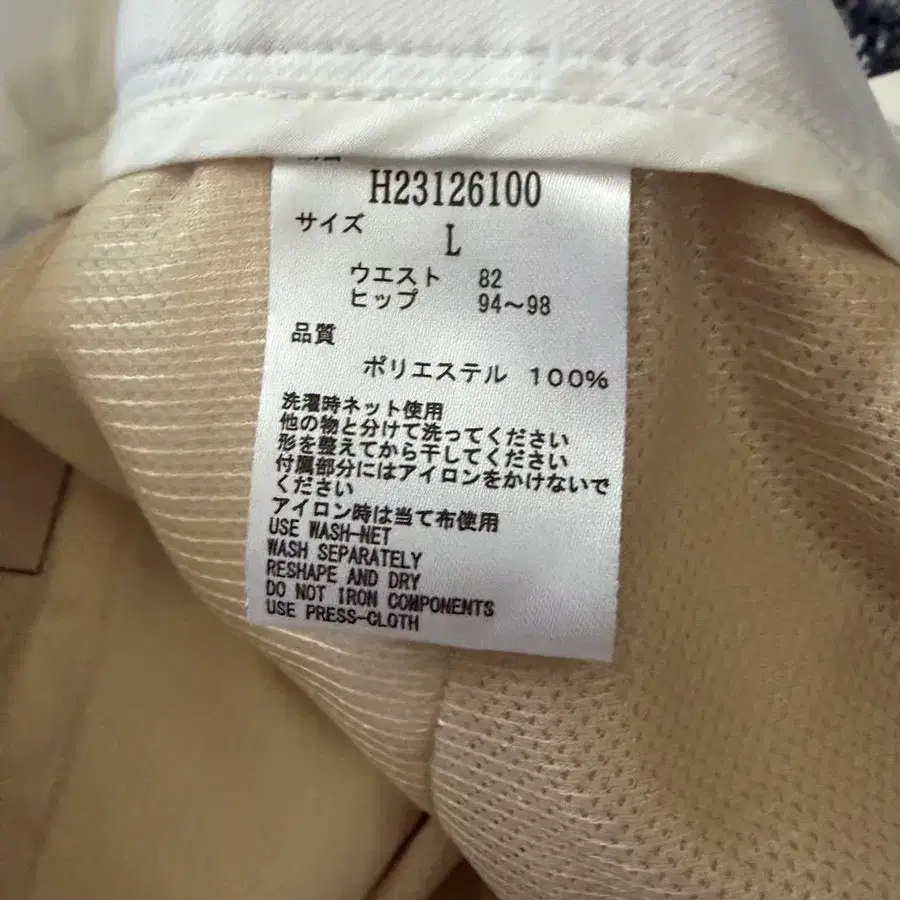 H23126100
サイズ
L
ウエスト 82
ヒップ 94～98
品質
ポリエステル 100%
洗濯時ネット使用
他の物と分けて洗ってください
形を整えてから干してください
付属部分にはアイロンをかけないで
ください
アイロン時は当て布使用
USE WASH-NET
WASH SEPARATELY
RESHAPE AND DRY
DO NOT IRON COMPONENTS
USE PRESS-CLOTH